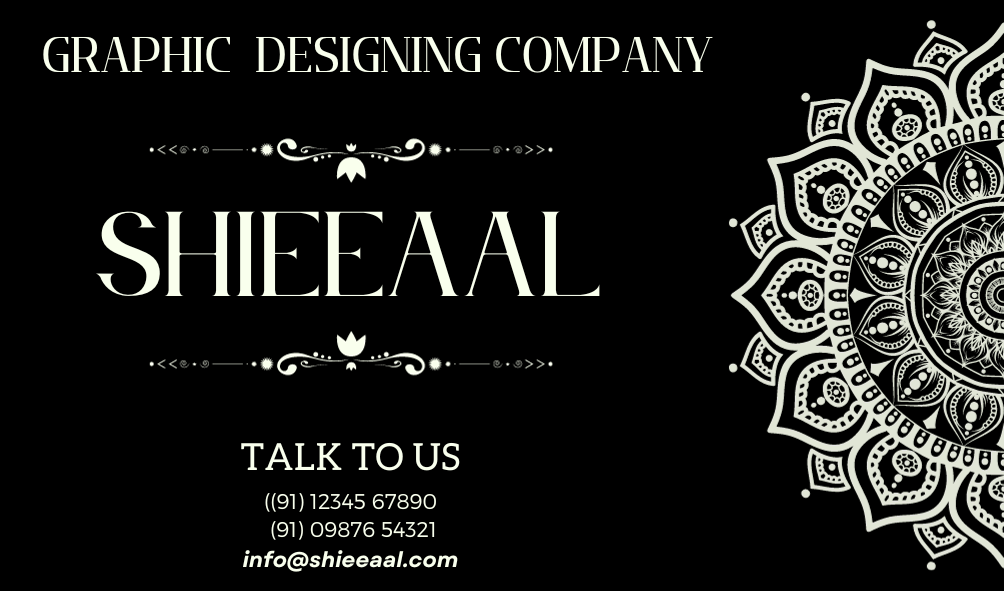 GRAPHIC DESIGNING COMPANY
SHIEEAAL
TALK TO US
((91) 12345 67890
(91) 09876 54321
info@shieeaal.com